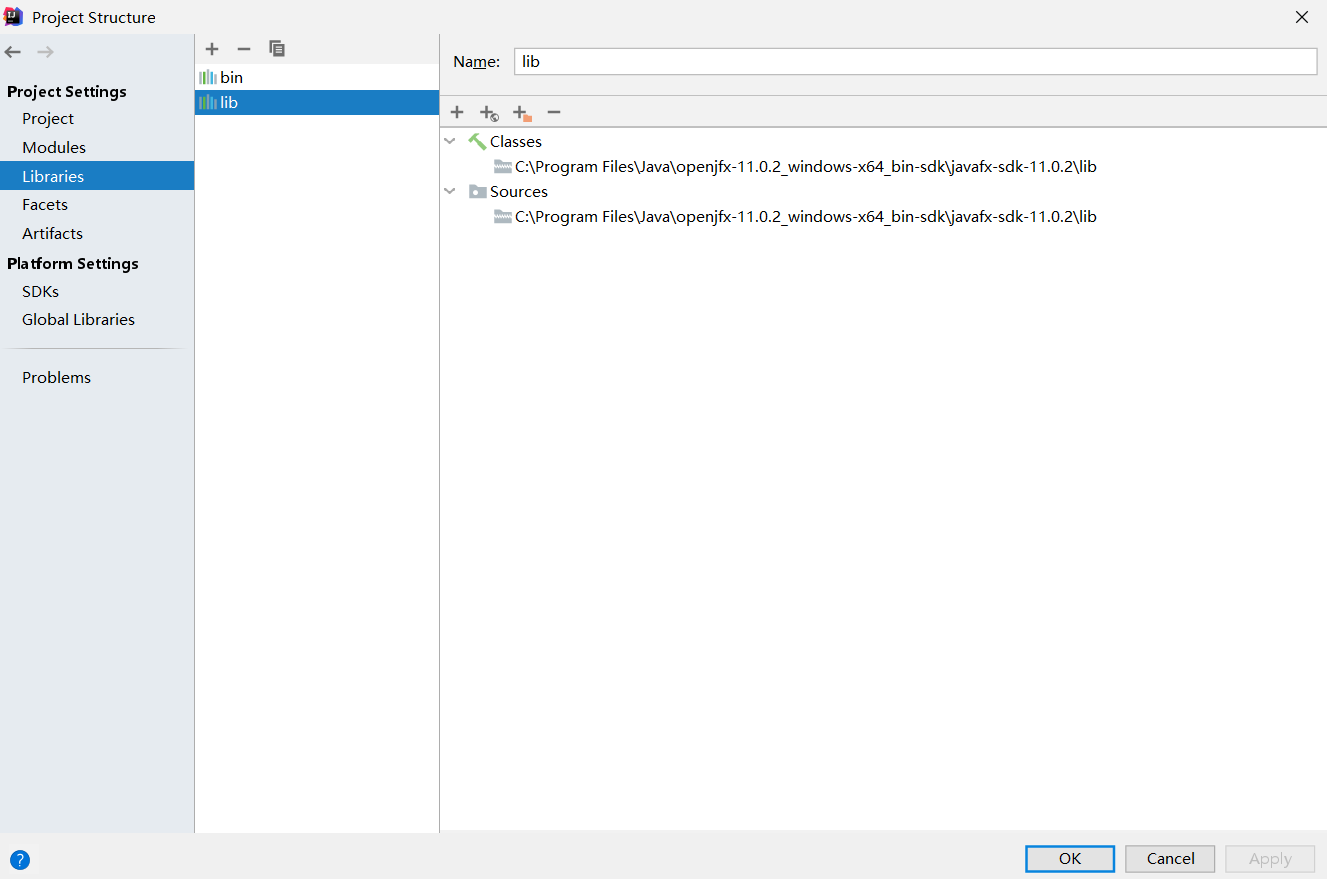 Project Structure
Project Settings
Project
Modules
Libraries
Facets
Artifacts
Platform Settings
SDKs
Global Libraries
Problems
bin
lib
Name: lib
Classes
C:\Program Files\Java\openjfx-11.0.2_windows-x64_bin-sdk\javafx-sdk-11.0.2\lib
Sources
C:\Program Files\Java\openjfx-11.0.2_windows-x64_bin-sdk\javafx-sdk-11.0.2\lib
? OK Cancel Apply